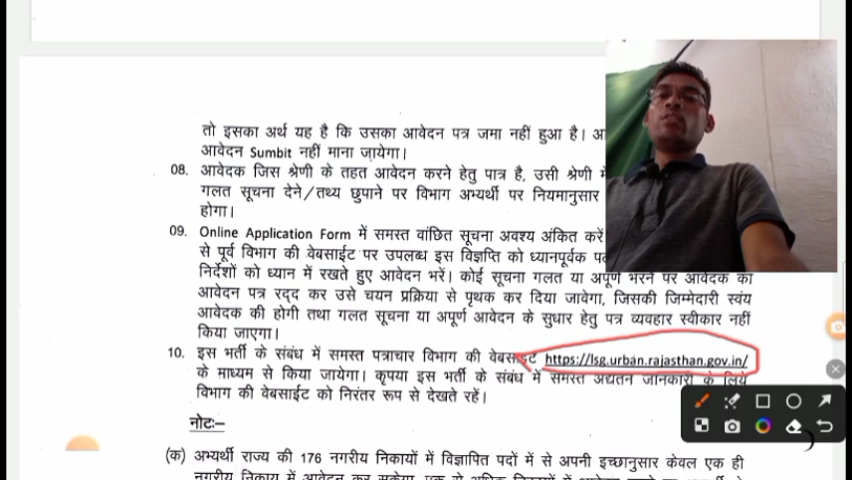 तो इसका अर्थ यह है कि उसका आवेदन पत्र जमा नहीं हुआ है।
आवेदन Sumbit नहीं माना जायेगा।
08. आवेदक जिस श्रेणी के तहत आवेदन करने हेतु पात्र है, उसी श्रेणी
गलत सूचना देने/तथ्य छुपाने पर विभाग अभ्यर्थी पर नियमानुसार
होगा।
09. Online Application Form में समस्त वांछित सूचना अवश्य अंकित करें
से पूर्व विभाग की वेबसाईट पर उपलब्ध इस विज्ञप्ति को ध्यानपूर्वक
निर्देशों को ध्यान में रखते हुए आवेदन भरें। कोई सूचना गलत या अपूर्ण भरने पर आवेदक का
आवेदन पत्र रद्द कर उसे चयन प्रक्रिया से पृथक कर दिया जावेगा, जिसकी जिम्मेदारी स्वंय
आवेदक की होगी तथा गलत सूचना या अपूर्ण आवेदन के सुधार हेतु पत्र व्यवहार स्वीकार नहीं
किया जाएगा।
10. इस भर्ती के संबंध में समस्त पत्राचार विभाग की वेबसाईट https://lsg.urban.rajasthan.gov.in/
के माध्यम से किया जायेगा। कृपया इस भर्ती के संबंध में समस्त अद्यतन जानकारी के लिये
विभाग की वेबसाईट को निरंतर रूप से देखते रहें।
नोटः–
(क) अभ्यर्थी राज्य की 176 नगरीय निकायों में विज्ञापित पदों में से अपनी इच्छानुसार केवल एक ही
नगरीय निकाय में आवेदन कर सकेगा